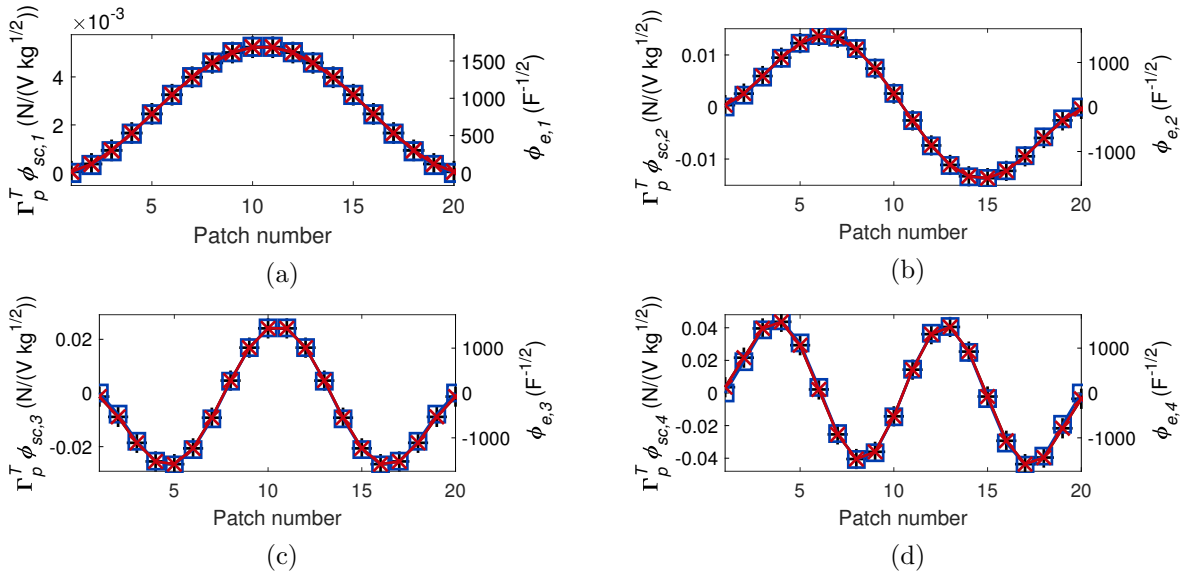 ×10⁻³
Γₚᵀ ϕ_sc,1 (N/(V kg^1/2))
4
2
0
1500
1000
500
0
ϕ_e,1 (F^-1/2)
5 10 15 20
Patch number
(a)
Γₚᵀ ϕ_sc,2 (N/(V kg^1/2))
0.01
0
-0.01
1000
0
-1000
ϕ_e,2 (F^-1/2)
5 10 15 20
Patch number
(b)
Γₚᵀ ϕ_sc,3 (N/(V kg^1/2))
0.02
0
-0.02
1000
0
-1000
ϕ_e,3 (F^-1/2)
5 10 15 20
Patch number
(c)
Γₚᵀ ϕ_sc,4 (N/(V kg^1/2))
0.04
0.02
0
-0.02
-0.04
1000
0
-1000
ϕ_e,4 (F^-1/2)
5 10 15 20
Patch number
(d)